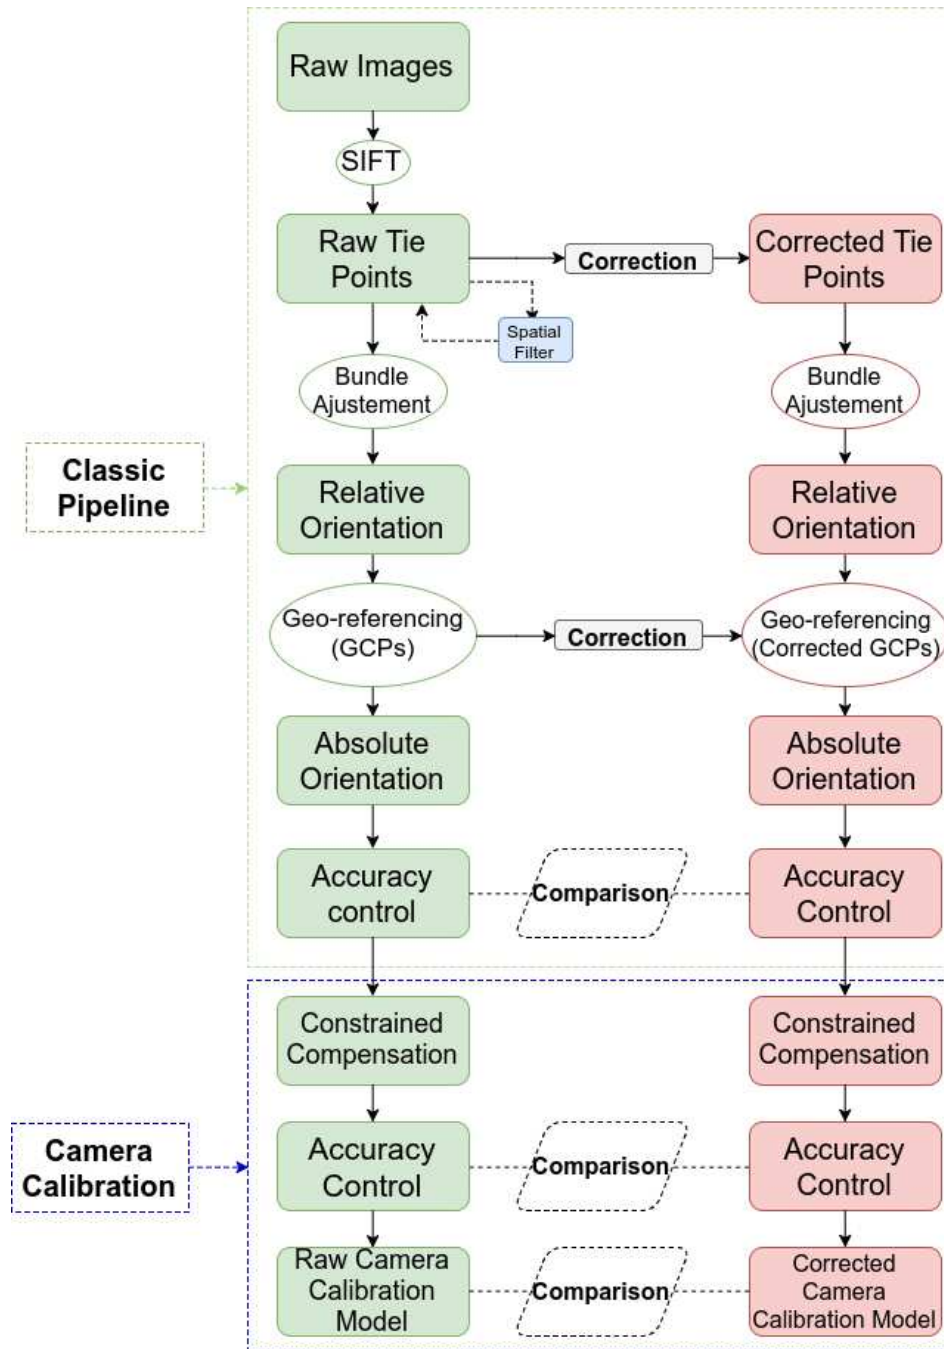 Raw Images
SIFT
Raw Tie
Points
Correction
Corrected Tie
Points
Spatial
Filter
Bundle
Ajustement
Bundle
Ajustement
Classic
Pipeline
Relative
Orientation
Relative
Orientation
Geo-referencing
(GCPs)
Correction
Geo-referencing
(Corrected GCPs)
Absolute
Orientation
Absolute
Orientation
Accuracy
control
Comparison
Accuracy
Control
Constrained
Compensation
Constrained
Compensation
Camera
Calibration
Accuracy
Control
Comparison
Accuracy
Control
Raw Camera
Calibration
Model
Comparison
Corrected
Camera
Calibration Model